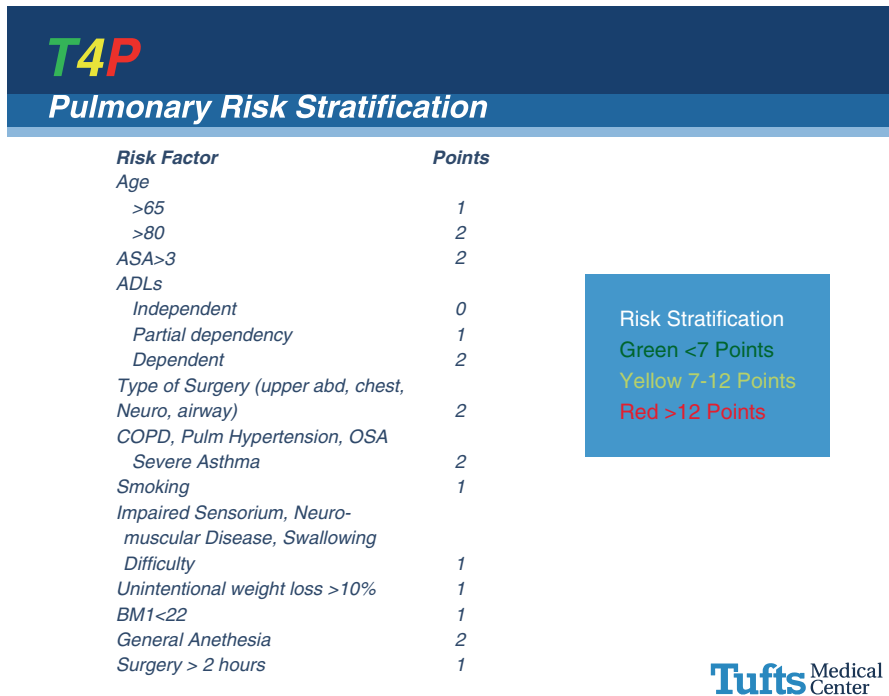 T4P
Pulmonary Risk Stratification
Risk Factor Points
Age
>65 1
>80 2
ASA>3 2
ADLs
Independent 0
Partial dependency 1
Dependent 2
Type of Surgery (upper abd, chest,
Neuro, airway) 2
COPD, Pulm Hypertension, OSA
Severe Asthma 2
Smoking 1
Impaired Sensorium, Neuro-
muscular Disease, Swallowing
Difficulty 1
Unintentional weight loss >10% 1
BM1<22 1
General Anethesia 2
Surgery > 2 hours 1
Risk Stratification
Green <7 Points
Yellow 7-12 Points
Red >12 Points
Tufts Medical
Center